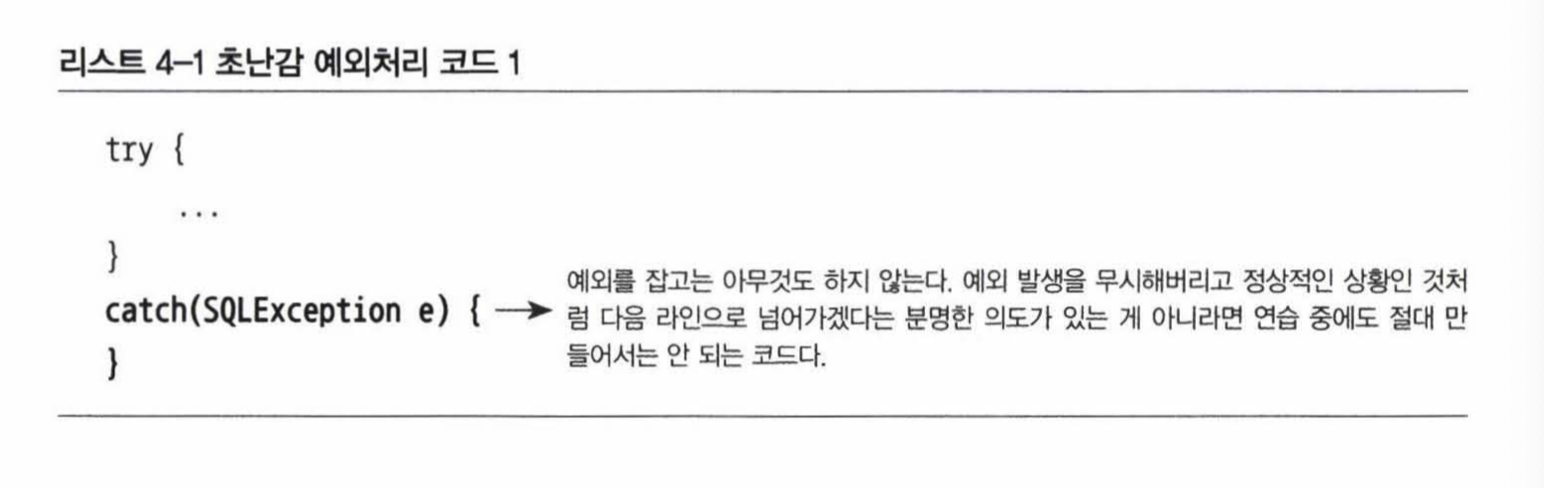 리스트 4-1 초난감 예외처리 코드 1
try {
...
}
catch(SQLException e) { →
}
예외를 잡고는 아무것도 하지 않는다. 예외 발생을 무시해버리고 정상적인 상황인 것처
럼 다음 라인으로 넘어가겠다는 분명한 의도가 있는 게 아니라면 연습 중에도 절대 만
들어서는 안 되는 코드다.